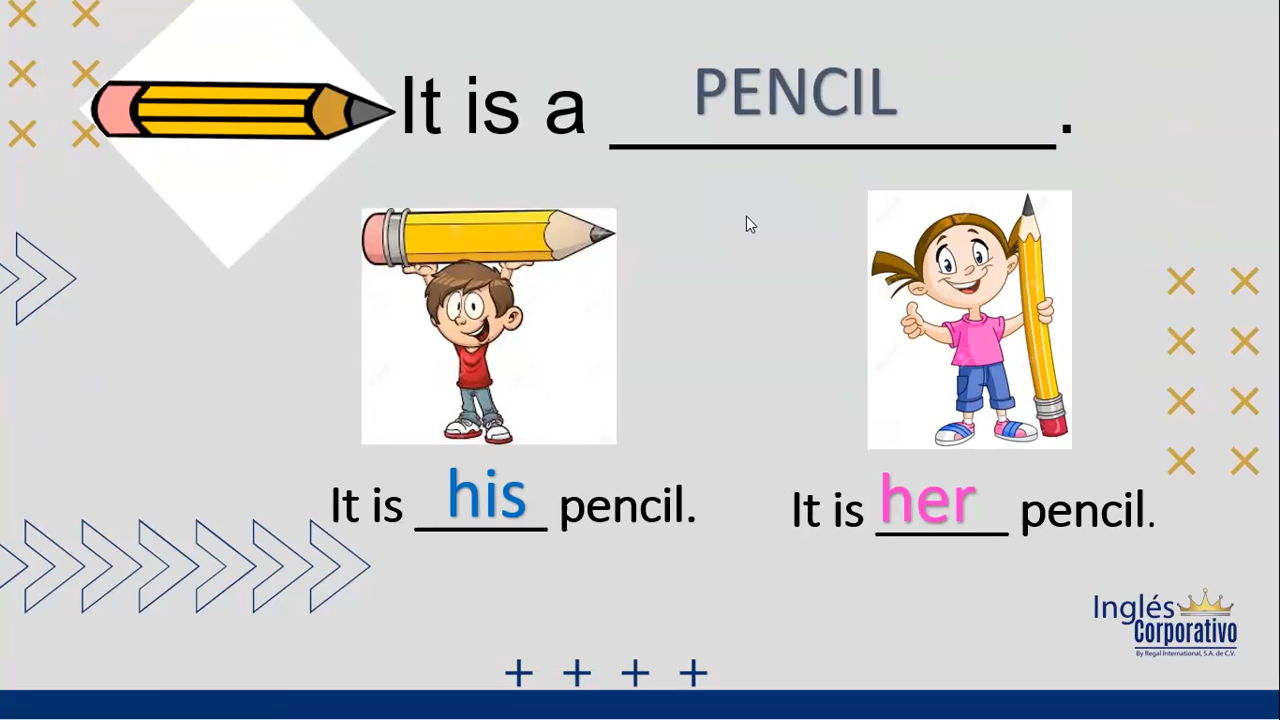 It is a PENCIL.
It is his pencil.
It is her pencil.
Inglés
Corporativo
By Regal International, S.A. de C.V.